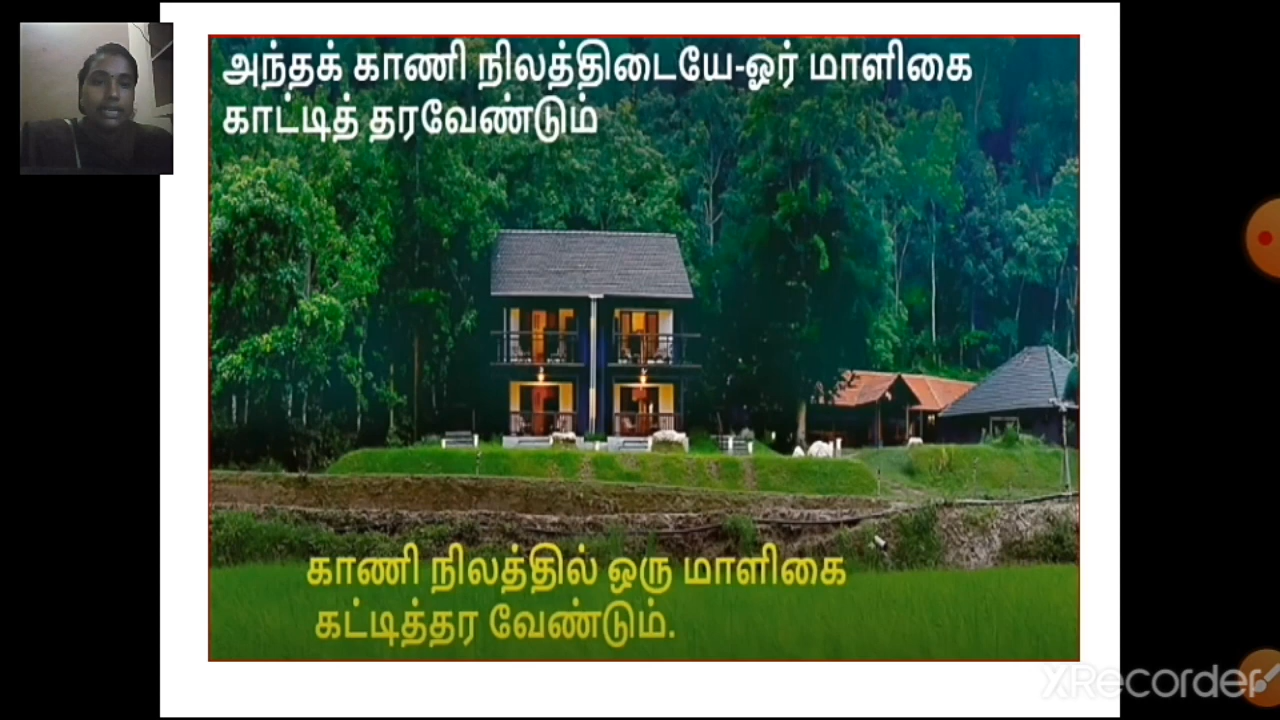 அந்தக் காணி நிலத்திடையே-ஓர் மாளிகை
காட்டித் தரவேண்டும்
காணி நிலத்தில் ஒரு மாளிகை
கட்டித்தர வேண்டும்.
XRecorder